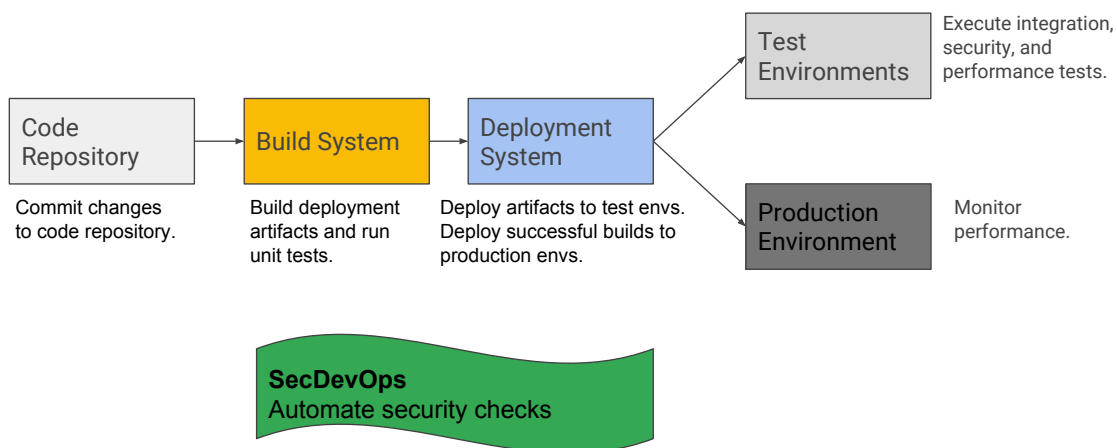 Code
Repository
Commit changes
to code repository.
Build System
Build deployment
artifacts and run
unit tests.
Deployment
System
Deploy artifacts to test envs.
Deploy successful builds to
production envs.
Test
Environments
Execute integration,
security, and
performance tests.
Production
Environment
Monitor
performance.
SecDevOps
Automate security checks